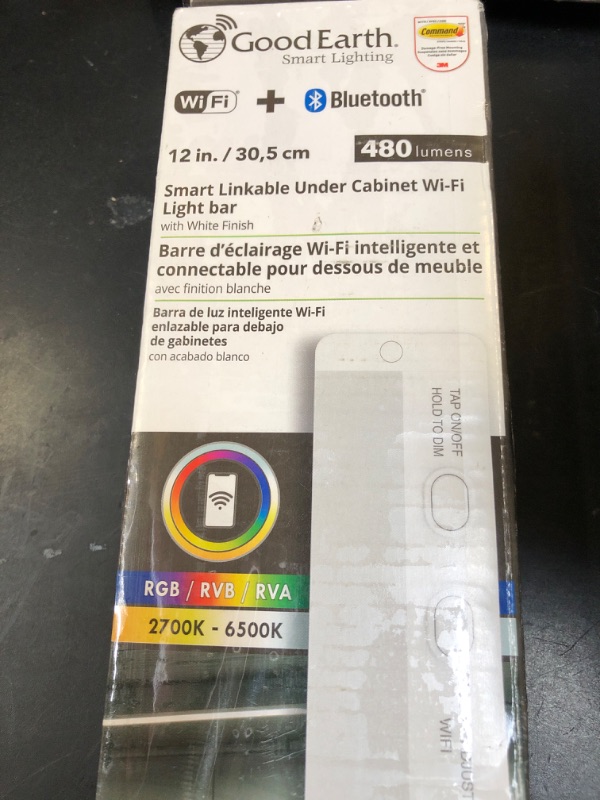 GoodEarth.
Smart Lighting
Command
3M
WiFi + Bluetooth®
12 in. / 30,5 cm
480 lumens
Smart Linkable Under Cabinet Wi-Fi
Light bar
with White Finish
Barre d'éclairage Wi-Fi intelligente et
connectable pour dessous de meuble
avec finition blanche
Barra de luz inteligente Wi-Fi
enlazable para debajo
de gabinetes
con acabado blanco
TAP ON/OFF
HOLD TO DIM
RGB / RVB / RVA
2700K - 6500K
WIFI